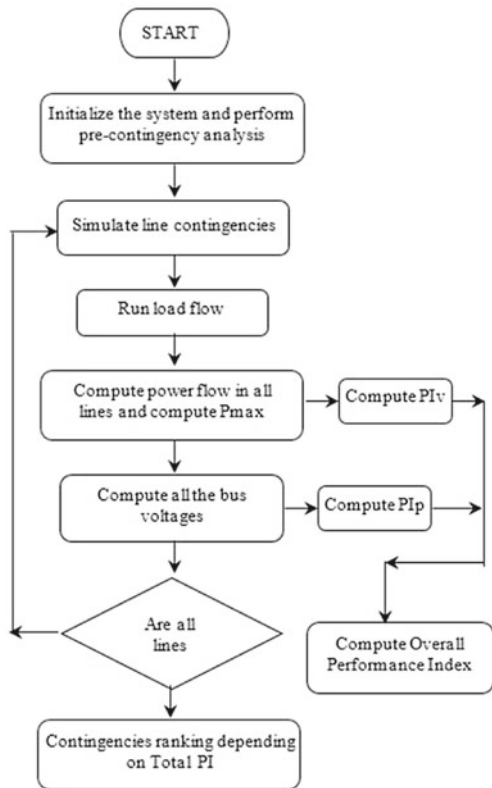 START
Initialize the system and perform
pre-contingency analysis
Simulate line contingencies
Run load flow
Compute power flow in all
lines and compute Pmax
Compute PIv
Compute all the bus
voltages
Compute PIp
Are all
lines
Compute Overall
Performance Index
Contingencies ranking depending
on Total PI